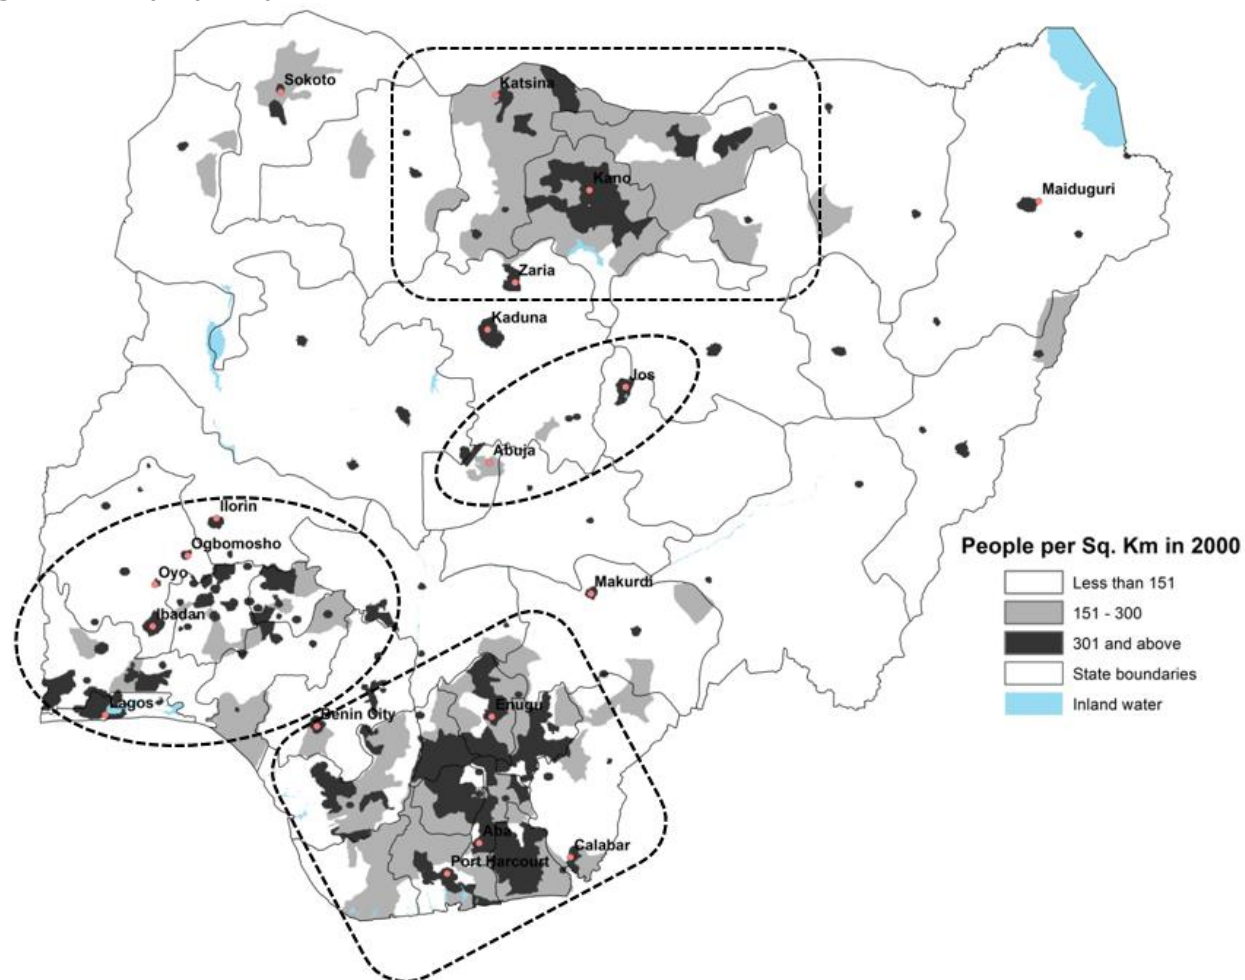 Sokoto
Katsina
Kano
Maiduguri
Zaria
Kaduna
Jos
Abuja
Ilorin
Ogbomosho
Oyo
Ibadan
Makurdi
Lagos
Benin City
Enugu
Aba
Calabar
Port Harcourt
People per Sq. Km in 2000
Less than 151
151 - 300
301 and above
State boundaries
Inland water